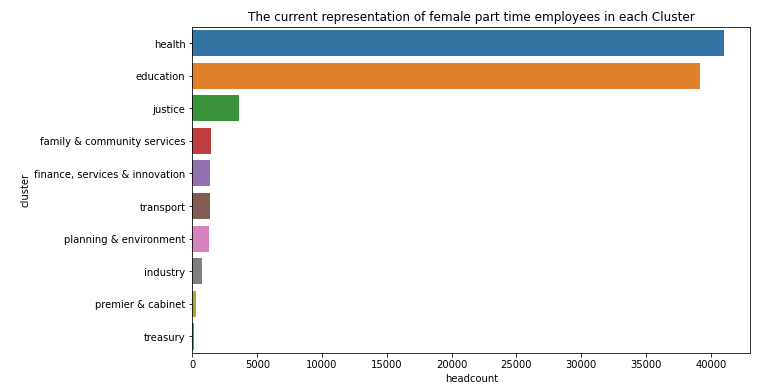 The current representation of female part time employees in each Cluster
health
education
justice
family & community services
finance, services & innovation
transport
planning & environment
industry
premier & cabinet
treasury
cluster
0 5000 10000 15000 20000 25000 30000 35000 40000
headcount